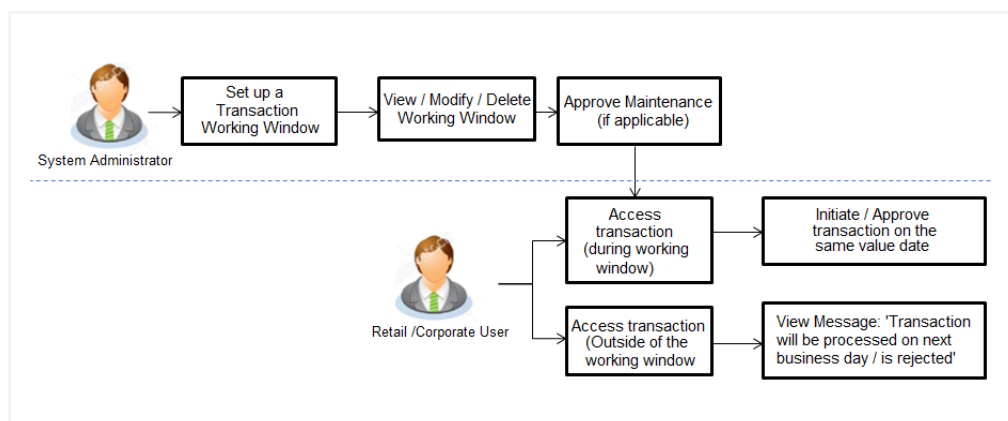 Set up a
Transaction
Working Window
View / Modify / Delete
Working Window
Approve Maintenance
(if applicable)
System Administrator
Access
transaction
(during working
window)
Initiate / Approve
transaction on the
same value date
Retail /Corporate User
Access transaction
(Outside of the
working window
View Message: 'Transaction
will be processed on next
business day / is rejected'